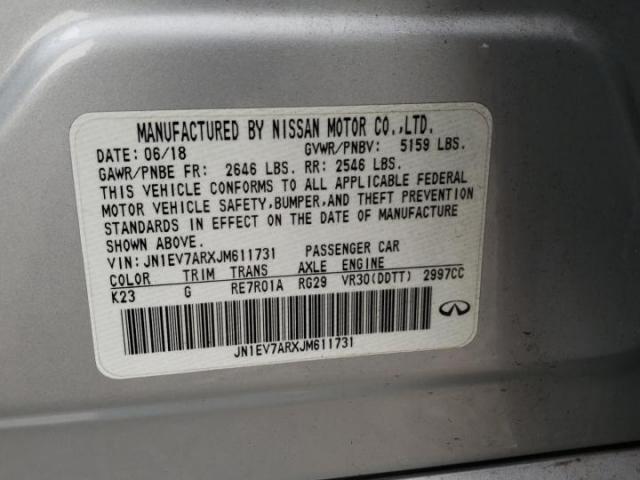 MANUFACTURED BY NISSAN MOTOR CO.,LTD.
DATE: 06/18 GVWR/PNBV: 5159 LBS.
GAWR/PNBE FR: 2646 LBS. RR: 2546 LBS.
THIS VEHICLE CONFORMS TO ALL APPLICABLE FEDERAL
MOTOR VEHICLE SAFETY,BUMPER,AND THEFT PREVENTION
STANDARDS IN EFFECT ON THE DATE OF MANUFACTURE
SHOWN ABOVE.
VIN: JN1EV7ARXJM611731 PASSENGER CAR
COLOR TRIM TRANS AXLE ENGINE
K23 G RE7R01A RG29 VR30(DDTT) 2997CC
JN1EV7ARXJM611731